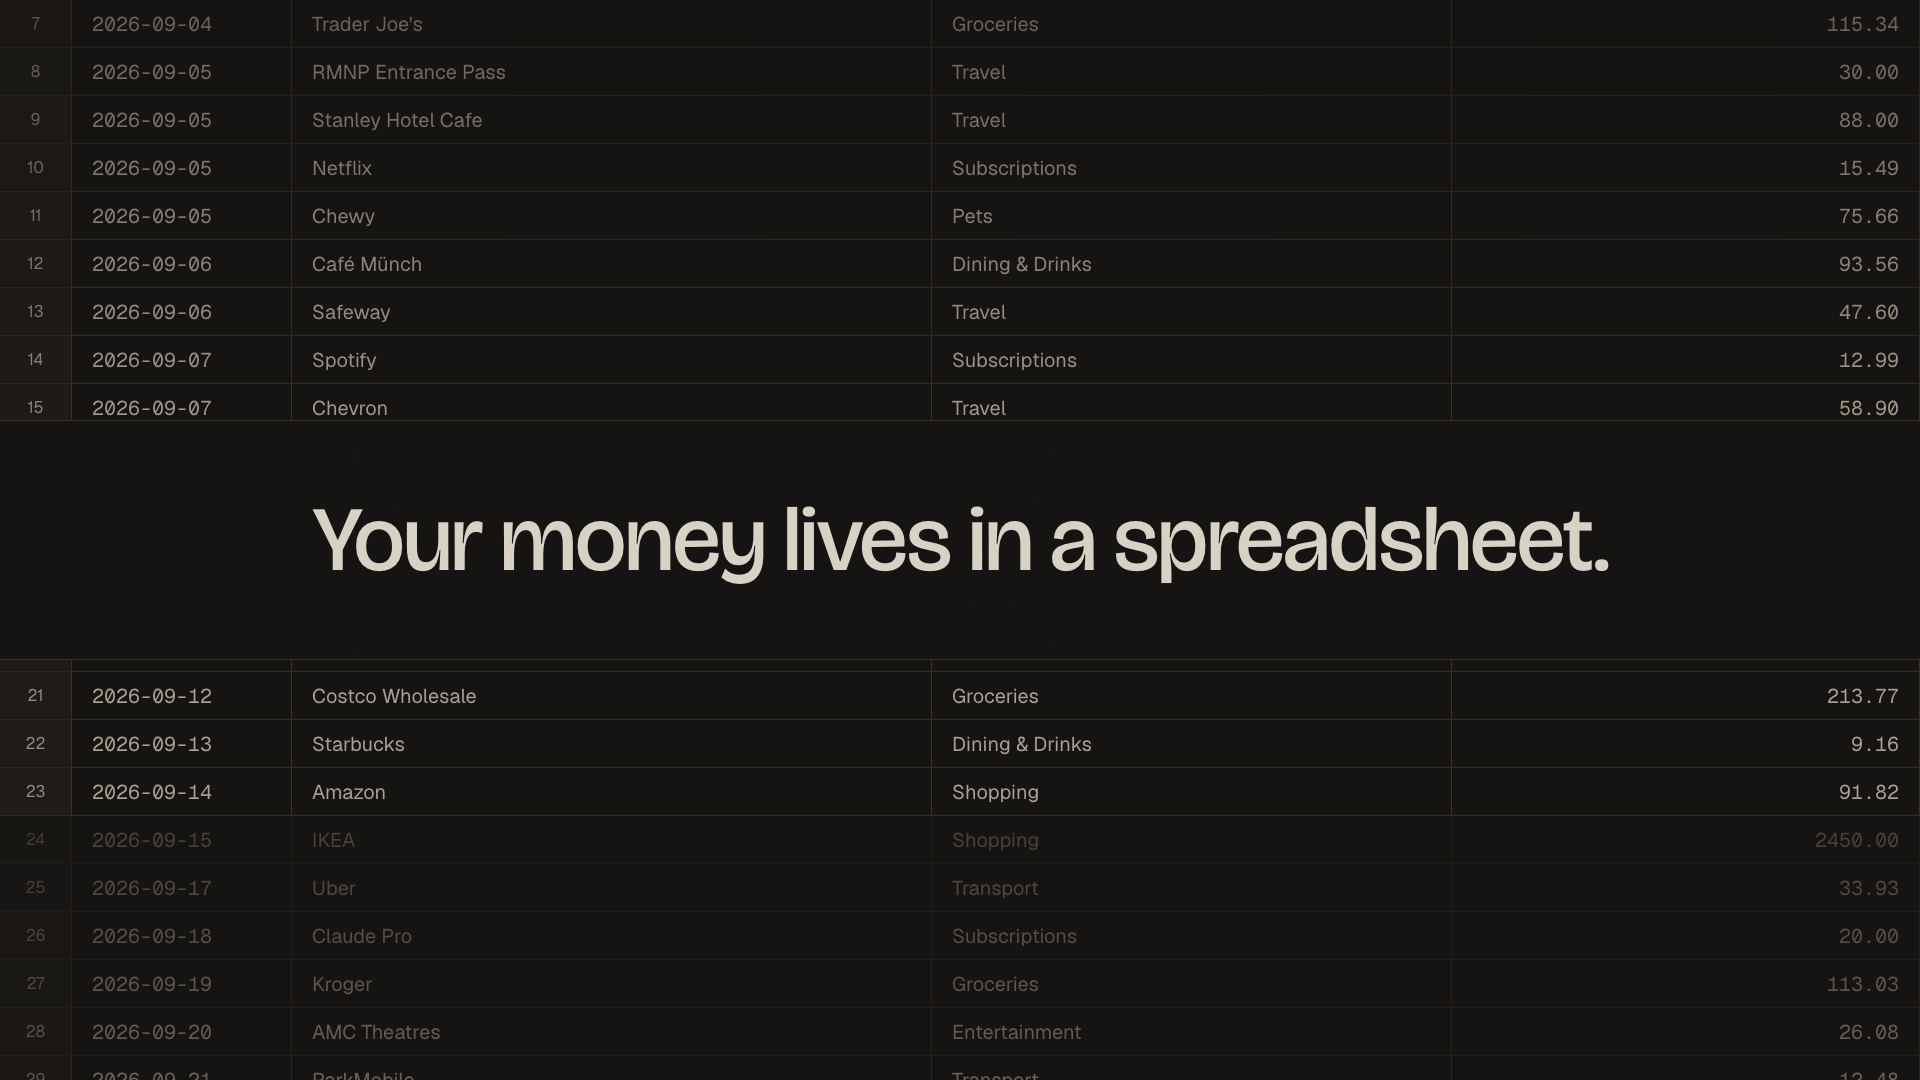 7 2026-09-04 Trader Joe's Groceries 115.34
8 2026-09-05 RMNP Entrance Pass Travel 30.00
9 2026-09-05 Stanley Hotel Cafe Travel 88.00
10 2026-09-05 Netflix Subscriptions 15.49
11 2026-09-05 Chewy Pets 75.66
12 2026-09-06 Café Münch Dining & Drinks 93.56
13 2026-09-06 Safeway Travel 47.60
14 2026-09-07 Spotify Subscriptions 12.99
15 2026-09-07 Chevron Travel 58.90
Your money lives in a spreadsheet.
21 2026-09-12 Costco Wholesale Groceries 213.77
22 2026-09-13 Starbucks Dining & Drinks 9.16
23 2026-09-14 Amazon Shopping 91.82
24 2026-09-15 IKEA Shopping 2450.00
25 2026-09-17 Uber Transport 33.93
26 2026-09-18 Claude Pro Subscriptions 20.00
27 2026-09-19 Kroger Groceries 113.03
28 2026-09-20 AMC Theatres Entertainment 26.08
29 2026-09-21 ParkMobile Transport 12.48